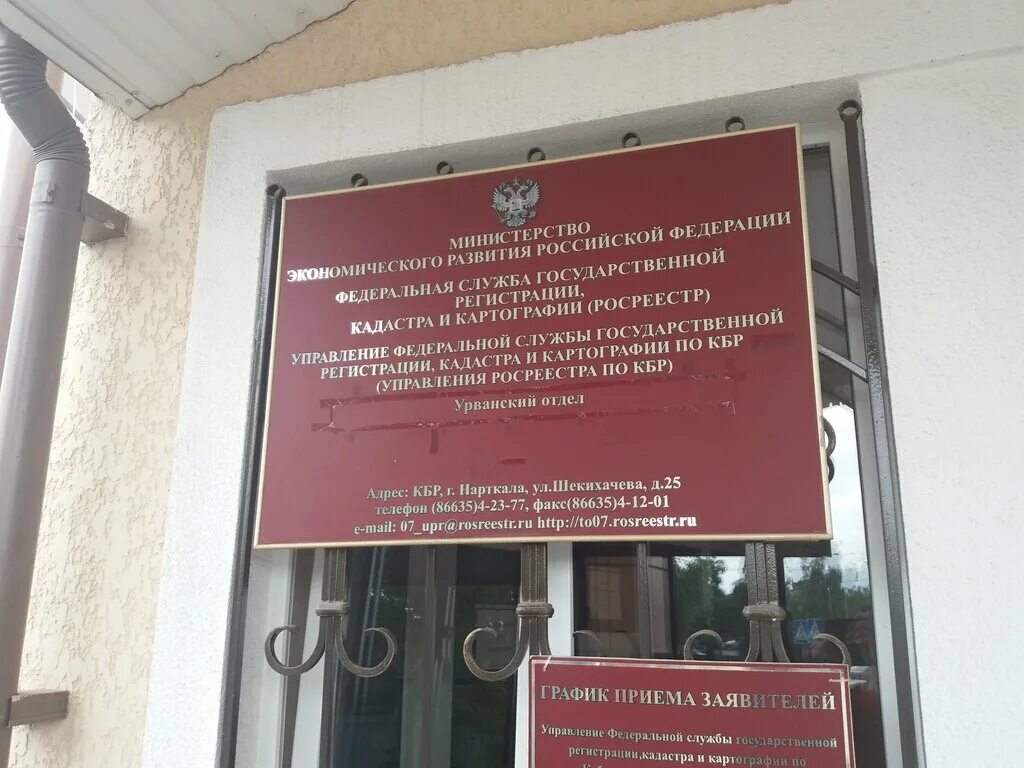 МИНИСТЕРСТВО
ЭКОНОМИЧЕСКОГО РАЗВИТИЯ РОССИЙСКОЙ ФЕДЕРАЦИИ
ФЕДЕРАЛЬНАЯ СЛУЖБА ГОСУДАРСТВЕННОЙ
РЕГИСТРАЦИИ,
КАДАСТРА И КАРТОГРАФИИ (РОСРЕЕСТР)
УПРАВЛЕНИЕ ФЕДЕРАЛЬНОЙ СЛУЖБЫ ГОСУДАРСТВЕННОЙ
РЕГИСТРАЦИИ, КАДАСТРА И КАРТОГРАФИИ ПО КБР
(УПРАВЛЕНИЯ РОСРЕЕСТРА ПО КБР)
Урванский отдел
Адрес: КБР, г. Нарткала, ул.Шекихачева, д.25
телефон (86635)4-23-77, факс(86635)4-12-01
e-mail: 07_upr@rosreestr.ru http://to07.rosreestr.ru
ГРАФИК ПРИЕМА ЗАЯВИТЕЛЕЙ
Управление Федеральной службы государственной
регистрации,кадастра и картографии по